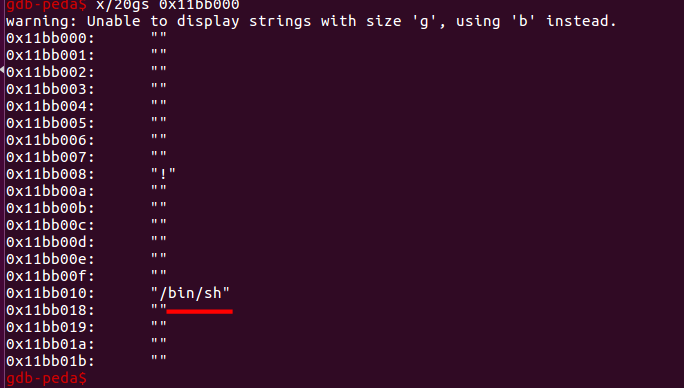 gdb-peda$ x/20gs 0x11bb000
warning: Unable to display strings with size 'g', using 'b' instead.
0x11bb000: ""
0x11bb001: ""
0x11bb002: ""
0x11bb003: ""
0x11bb004: ""
0x11bb005: ""
0x11bb006: ""
0x11bb007: ""
0x11bb008: "!"
0x11bb00a: ""
0x11bb00b: ""
0x11bb00c: ""
0x11bb00d: ""
0x11bb00e: ""
0x11bb00f: ""
0x11bb010: "/bin/sh"
0x11bb018: ""
0x11bb019: ""
0x11bb01a: ""
0x11bb01b: ""
gdb-peda$